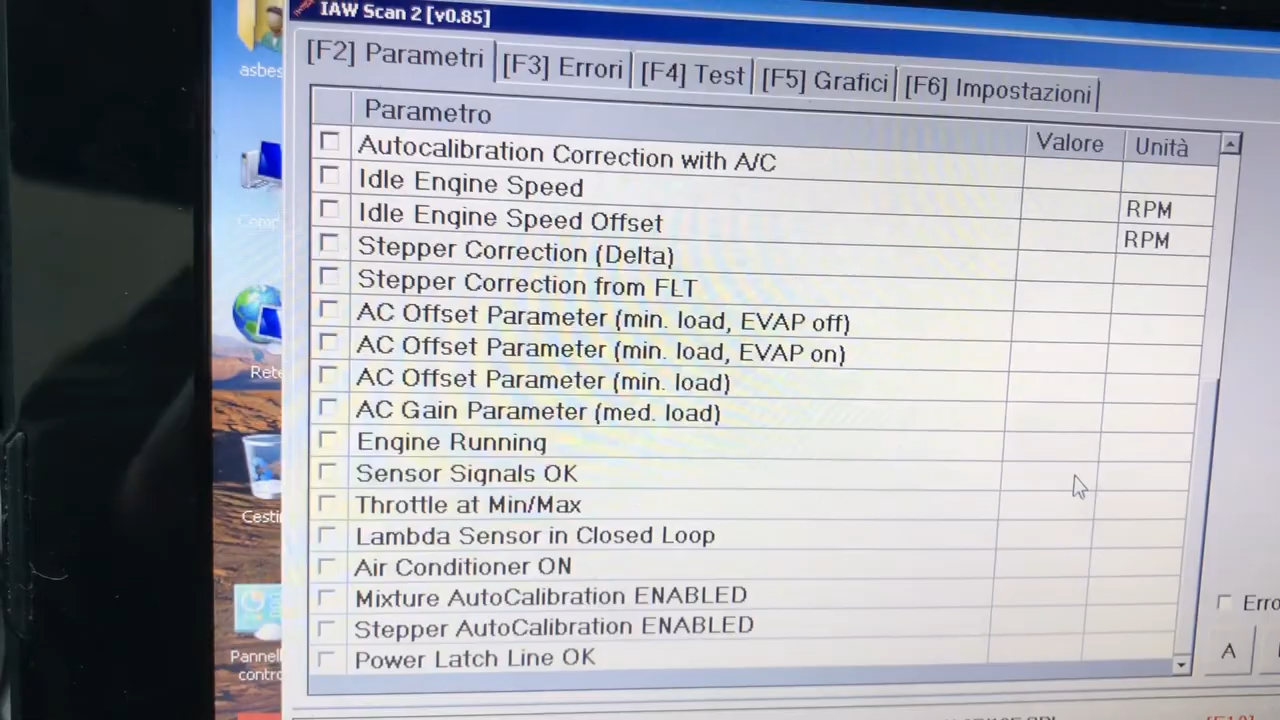 IAW Scan 2 [v0.85]
[F2] Parametri [F3] Errori [F4] Test [F5] Grafici [F6] Impostazioni
Parametro Valore Unità
Autocalibration Correction with A/C
Idle Engine Speed RPM
Idle Engine Speed Offset RPM
Stepper Correction (Delta)
Stepper Correction from FLT
AC Offset Parameter (min. load, EVAP off)
AC Offset Parameter (min. load, EVAP on)
AC Offset Parameter (min. load)
AC Gain Parameter (med. load)
Engine Running
Sensor Signals OK
Throttle at Min/Max
Lambda Sensor in Closed Loop
Air Conditioner ON
Mixture AutoCalibration ENABLED
Stepper AutoCalibration ENABLED
Power Latch Line OK
asbes
Comp
Rete
Cestin
Pannell
contro
Erro
A